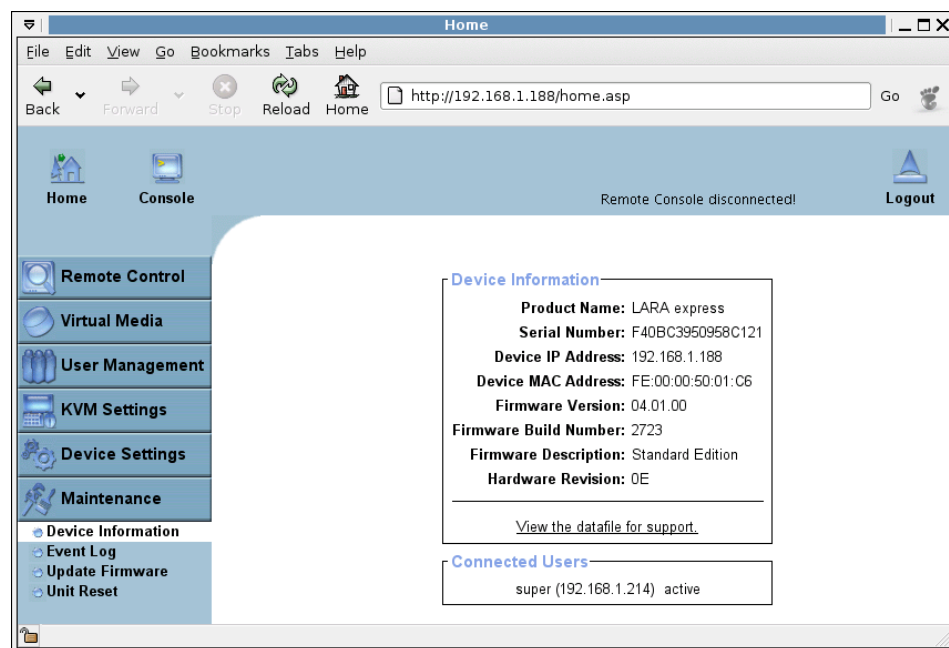 Home
File Edit View Go Bookmarks Tabs Help
Back Forward Stop Reload Home http://192.168.1.188/home.asp Go
Home Console Remote Console disconnected! Logout
Remote Control
Virtual Media
User Management
KVM Settings
Device Settings
Maintenance
Device Information
Event Log
Update Firmware
Unit Reset
Device Information
Product Name: LARA express
Serial Number: F40BC3950958C121
Device IP Address: 192.168.1.188
Device MAC Address: FE:00:00:50:01:C6
Firmware Version: 04.01.00
Firmware Build Number: 2723
Firmware Description: Standard Edition
Hardware Revision: 0E
View the datafile for support.
Connected Users
super (192.168.1.214) active